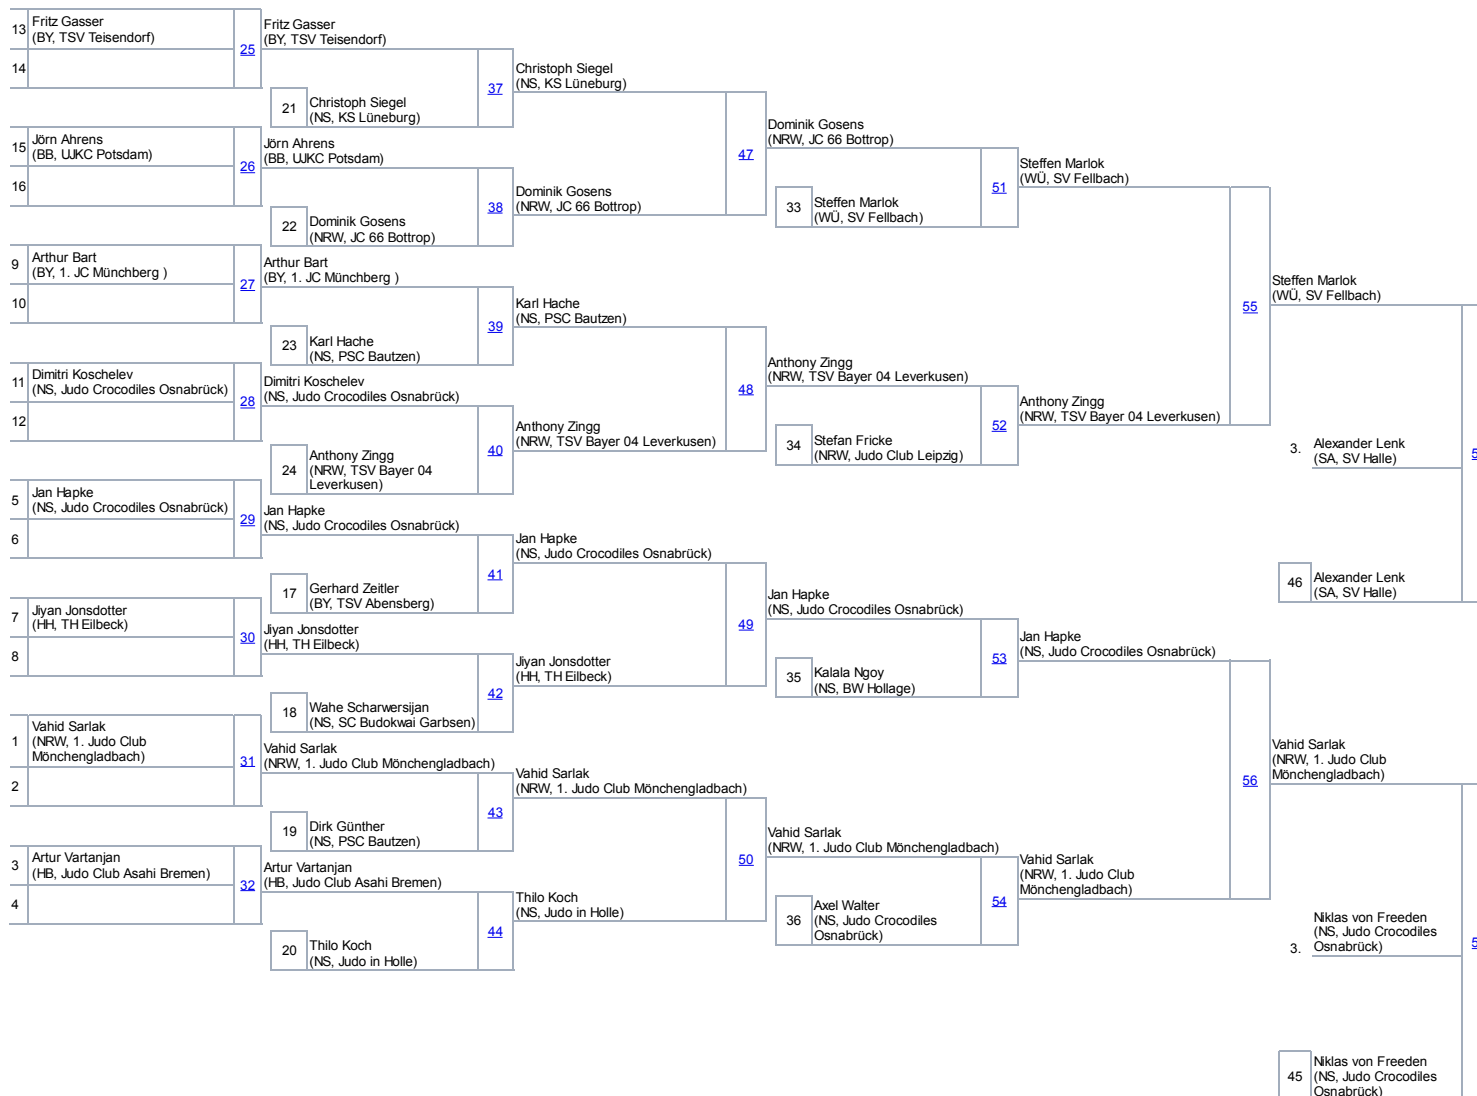 13
Fritz Gasser
(BY, TSV Teisendorf)
14
25
Fritz Gasser
(BY, TSV Teisendorf)
21
Christoph Siegel
(NS, KS Lüneburg)
37
Christoph Siegel
(NS, KS Lüneburg)
15
Jörn Ahrens
(BB, UJKC Potsdam)
16
26
Jörn Ahrens
(BB, UJKC Potsdam)
22
Dominik Gosens
(NRW, JC 66 Bottrop)
38
Dominik Gosens
(NRW, JC 66 Bottrop)
47
Dominik Gosens
(NRW, JC 66 Bottrop)
33
Steffen Marlok
(WÜ, SV Fellbach)
51
Steffen Marlok
(WÜ, SV Fellbach)
9
Arthur Bart
(BY, 1. JC Münchberg )
10
27
Arthur Bart
(BY, 1. JC Münchberg )
23
Karl Hache
(NS, PSC Bautzen)
39
Karl Hache
(NS, PSC Bautzen)
11
Dimitri Koschelev
(NS, Judo Crocodiles Osnabrück)
12
28
Dimitri Koschelev
(NS, Judo Crocodiles Osnabrück)
24
Anthony Zingg
(NRW, TSV Bayer 04
Leverkusen)
40
Anthony Zingg
(NRW, TSV Bayer 04 Leverkusen)
48
Anthony Zingg
(NRW, TSV Bayer 04 Leverkusen)
34
Stefan Fricke
(NRW, Judo Club Leipzig)
52
Anthony Zingg
(NRW, TSV Bayer 04 Leverkusen)
55
Steffen Marlok
(WÜ, SV Fellbach)
3.
Alexander Lenk
(SA, SV Halle)
5
46
Alexander Lenk
(SA, SV Halle)
5
Jan Hapke
(NS, Judo Crocodiles Osnabrück)
6
29
Jan Hapke
(NS, Judo Crocodiles Osnabrück)
17
Gerhard Zeitler
(BY, TSV Abensberg)
41
Jan Hapke
(NS, Judo Crocodiles Osnabrück)
7
Jiyan Jonsdotter
(HH, TH Eilbeck)
8
30
Jiyan Jonsdotter
(HH, TH Eilbeck)
18
Wahe Scharwersijan
(NS, SC Budokwai Garbsen)
42
Jiyan Jonsdotter
(HH, TH Eilbeck)
49
Jan Hapke
(NS, Judo Crocodiles Osnabrück)
35
Kalala Ngoy
(NS, BW Hollage)
53
Jan Hapke
(NS, Judo Crocodiles Osnabrück)
1
Vahid Sarlak
(NRW, 1. Judo Club
Mönchengladbach)
2
31
Vahid Sarlak
(NRW, 1. Judo Club Mönchengladbach)
19
Dirk Günther
(NS, PSC Bautzen)
43
Vahid Sarlak
(NRW, 1. Judo Club Mönchengladbach)
3
Artur Vartanjan
(HB, Judo Club Asahi Bremen)
4
32
Artur Vartanjan
(HB, Judo Club Asahi Bremen)
20
Thilo Koch
(NS, Judo in Holle)
44
Thilo Koch
(NS, Judo in Holle)
50
Vahid Sarlak
(NRW, 1. Judo Club Mönchengladbach)
36
Axel Walter
(NS, Judo Crocodiles
Osnabrück)
54
Vahid Sarlak
(NRW, 1. Judo Club
Mönchengladbach)
56
Vahid Sarlak
(NRW, 1. Judo Club
Mönchengladbach)
3.
Niklas von Freeden
(NS, Judo Crocodiles
Osnabrück)
5
45
Niklas von Freeden
(NS, Judo Crocodiles
Osnabrück)